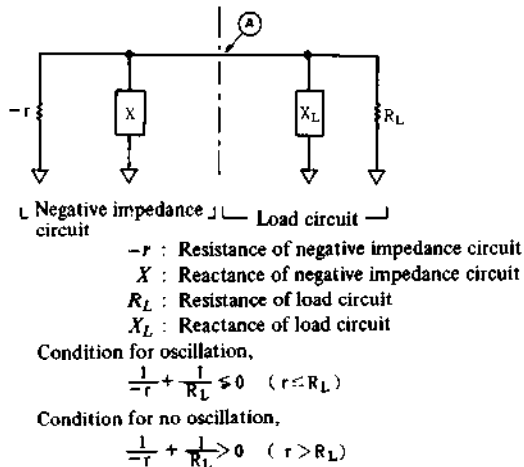 A
−r
X
X_L
R_L
Negative impedance circuit
Load circuit
−r : Resistance of negative impedance circuit
X : Reactance of negative impedance circuit
R_L : Resistance of load circuit
X_L : Reactance of load circuit
Condition for oscillation,
1/−r + 1/R_L ≦ 0 (r≤R_L)
Condition for no oscillation,
1/−r + 1/R_L > 0 (r > R_L)